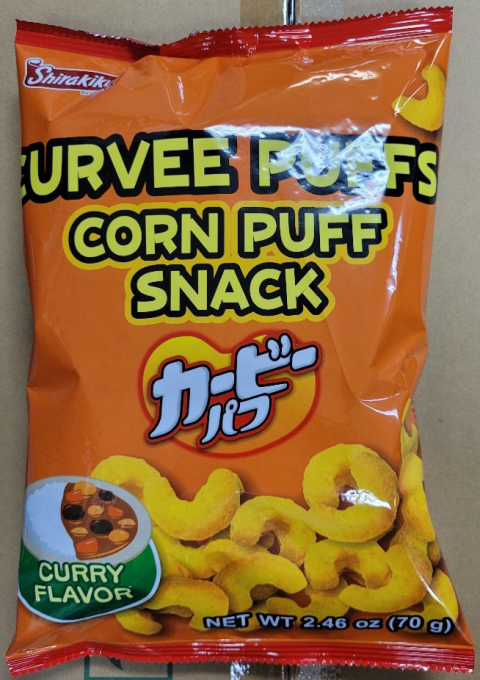 Shirakiku
CURVEE PUFFS
CORN PUFF
SNACK
カービー
パフ
CURRY
FLAVOR
NET WT 2.46 oz (70 g)